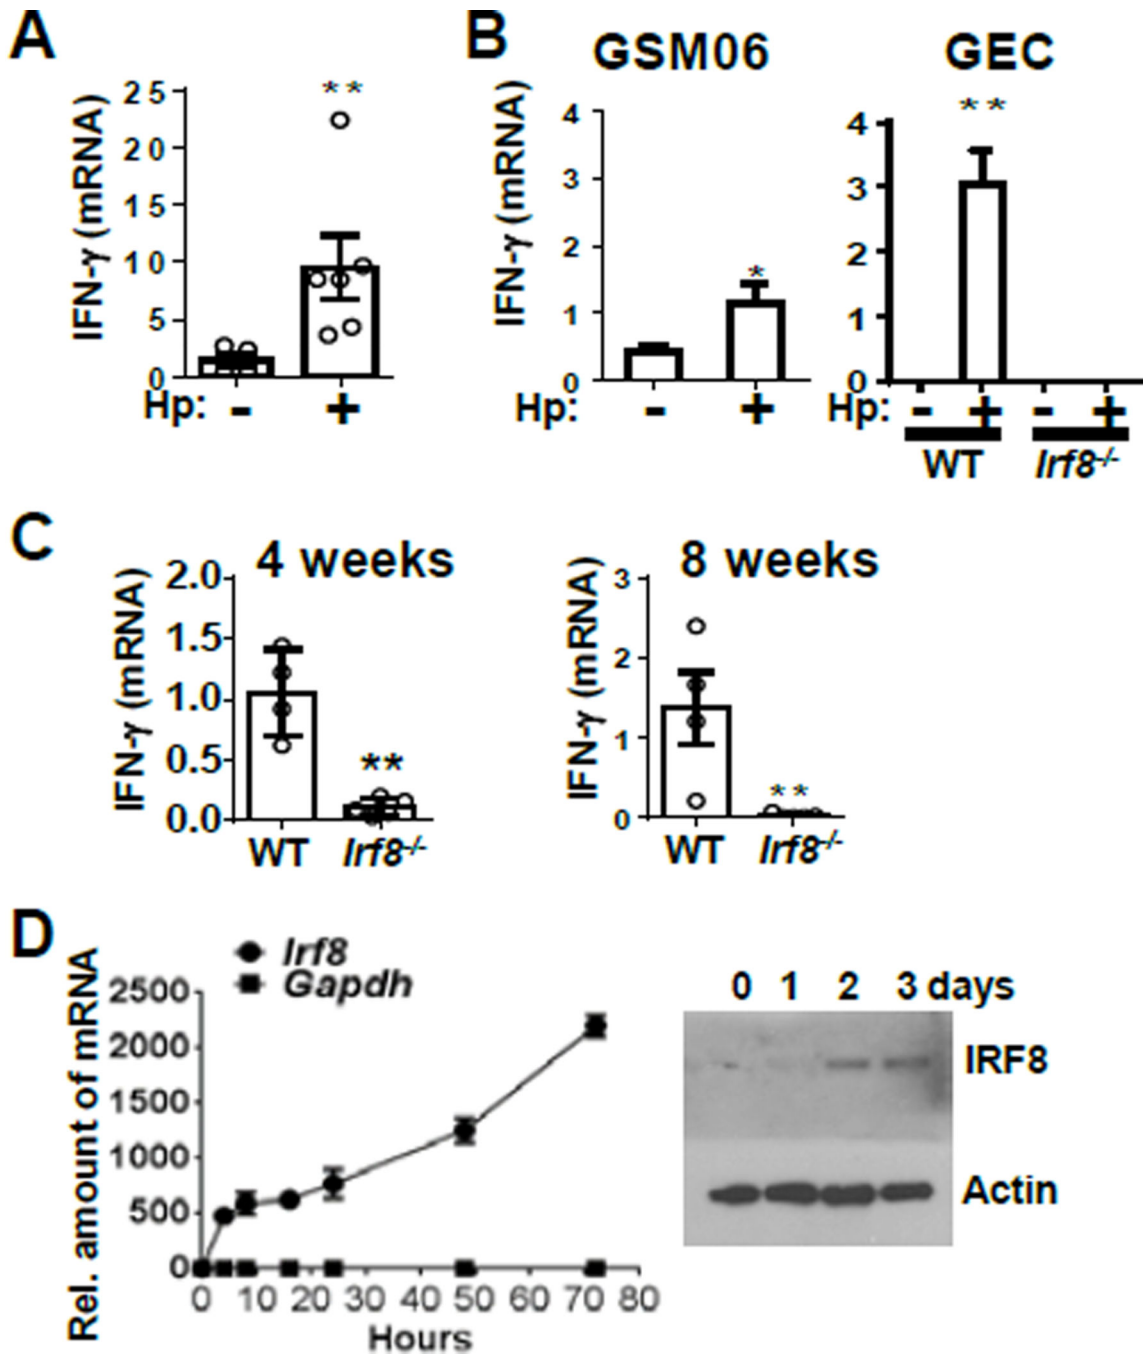 A
IFN-γ (mRNA)
25
20
15
10
5
0
**
Hp: - +
B
GSM06
IFN-γ (mRNA)
4
3
2
1
0
*
Hp: - +
GEC
4
3
2
1
0
**
Hp: - + - +
WT Irf8-/-
C
4 weeks
IFN-γ (mRNA)
2.0
1.5
1.0
0.5
0.0
**
WT Irf8-/-
8 weeks
IFN-γ (mRNA)
3
2
1
0
**
WT Irf8-/-
D
Irf8
Gapdh
Rel. amount of mRNA
2500
2000
1500
1000
500
0
0 10 20 30 40 50 60 70 80
Hours
0 1 2 3 days
IRF8
Actin